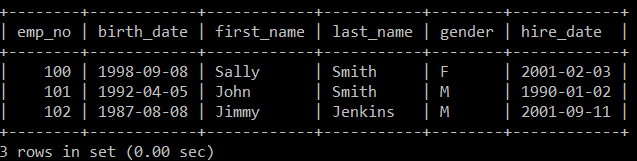 +--------+------------+------------+-----------+--------+------------+
| emp_no | birth_date | first_name | last_name | gender | hire_date  |
+--------+------------+------------+-----------+--------+------------+
|    100 | 1998-09-08 | Sally      | Smith     | F      | 2001-02-03 |
|    101 | 1992-04-05 | John       | Smith     | M      | 1990-01-02 |
|    102 | 1987-08-08 | Jimmy      | Jenkins   | M      | 2001-09-11 |
+--------+------------+------------+-----------+--------+------------+
3 rows in set (0.00 sec)